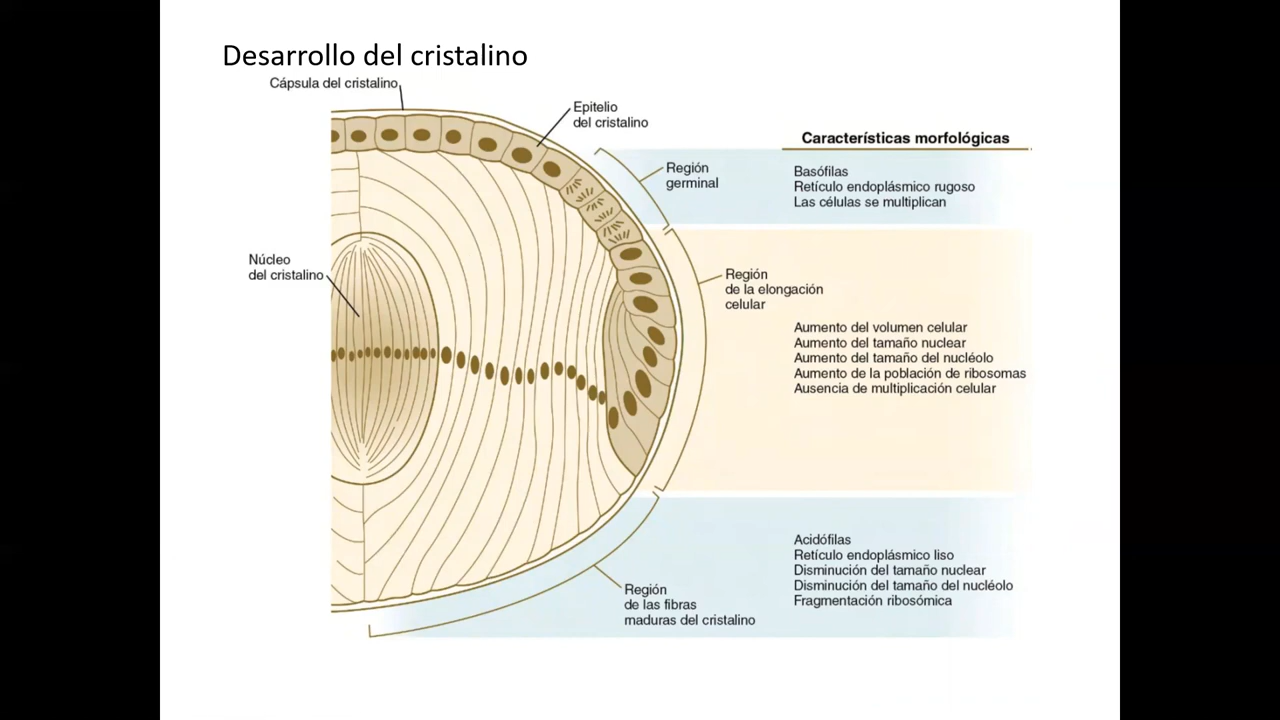 Desarrollo del cristalino
Cápsula del cristalino
Epitelio
del cristalino
Características morfológicas
Región
germinal
Basófilas
Retículo endoplásmico rugoso
Las células se multiplican
Núcleo
del cristalino
Región
de la elongación
celular
Aumento del volumen celular
Aumento del tamaño nuclear
Aumento del tamaño del nucléolo
Aumento de la población de ribosomas
Ausencia de multiplicación celular
Acidófilas
Retículo endoplásmico liso
Disminución del tamaño nuclear
Disminución del tamaño del nucléolo
Fragmentación ribosómica
Región
de las fibras
maduras del cristalino